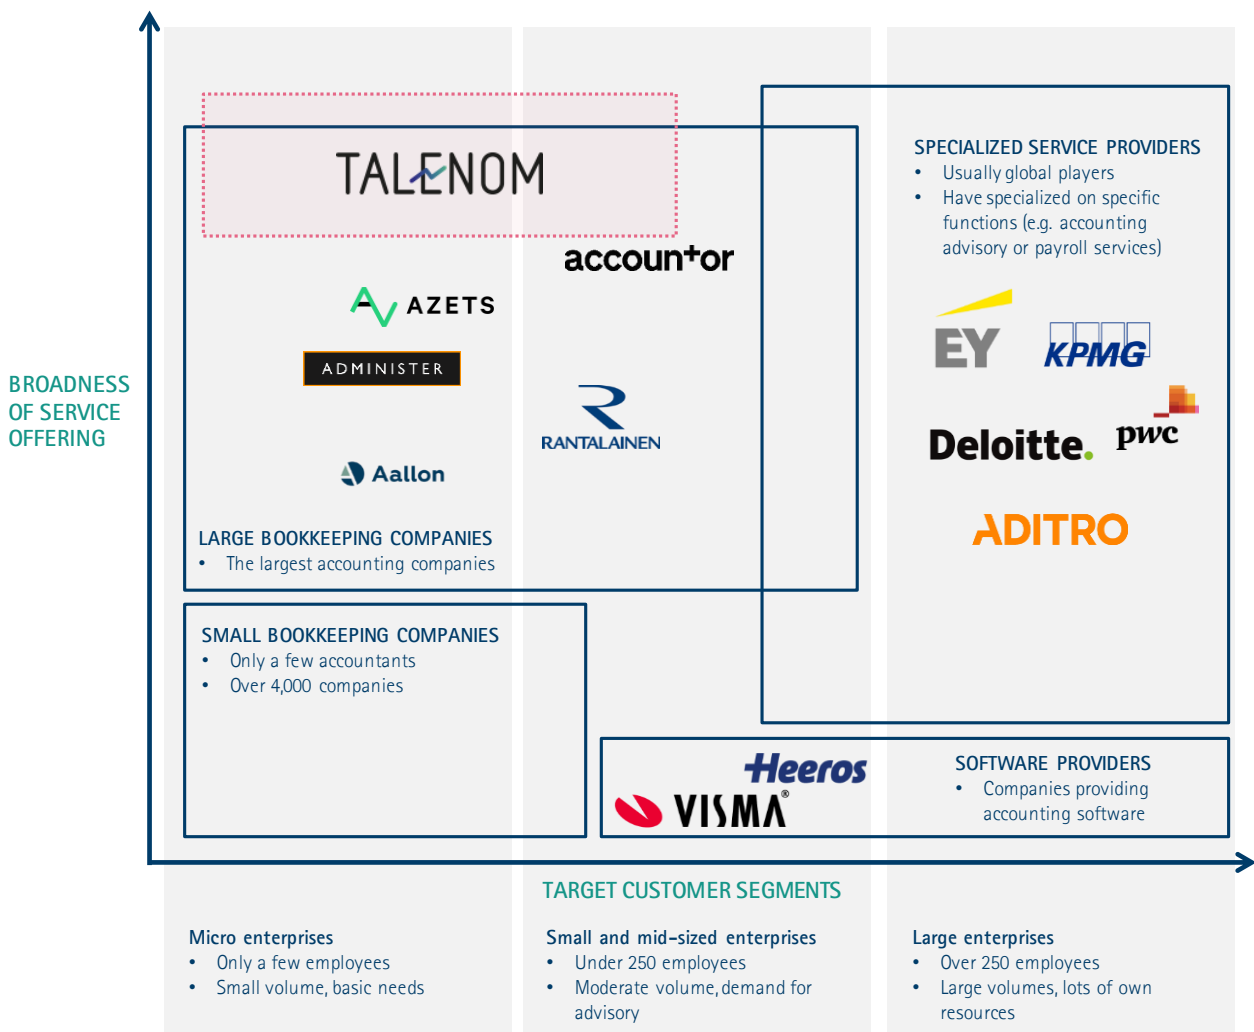 BROADNESS
OF SERVICE
OFFERING
TALENOM
accountor
AZETS
ADMINISTER
RANTALAINEN
Aallon
LARGE BOOKKEEPING COMPANIES
• The largest accounting companies
SPECIALIZED SERVICE PROVIDERS
• Usually global players
• Have specialized on specific
functions (e.g. accounting
advisory or payroll services)
EY
KPMG
Deloitte.
pwc
ADITRO
SMALL BOOKKEEPING COMPANIES
• Only a few accountants
• Over 4,000 companies
Heeros
VISMA®
SOFTWARE PROVIDERS
• Companies providing
accounting software
TARGET CUSTOMER SEGMENTS
Micro enterprises
• Only a few employees
• Small volume, basic needs
Small and mid-sized enterprises
• Under 250 employees
• Moderate volume, demand for
advisory
Large enterprises
• Over 250 employees
• Large volumes, lots of own
resources